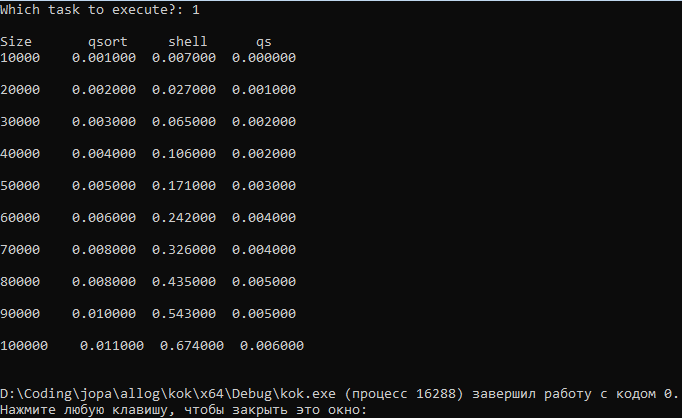 Which task to execute?: 1
Size qsort shell qs
10000 0.001000 0.007000 0.000000
20000 0.002000 0.027000 0.001000
30000 0.003000 0.065000 0.002000
40000 0.004000 0.106000 0.002000
50000 0.005000 0.171000 0.003000
60000 0.006000 0.242000 0.004000
70000 0.008000 0.326000 0.004000
80000 0.008000 0.435000 0.005000
90000 0.010000 0.543000 0.005000
100000 0.011000 0.674000 0.006000
D:\Coding\jopa\allog\kok\x64\Debug\kok.exe (процесс 16288) завершил работу с кодом 0.
Нажмите любую клавишу, чтобы закрыть это окно: